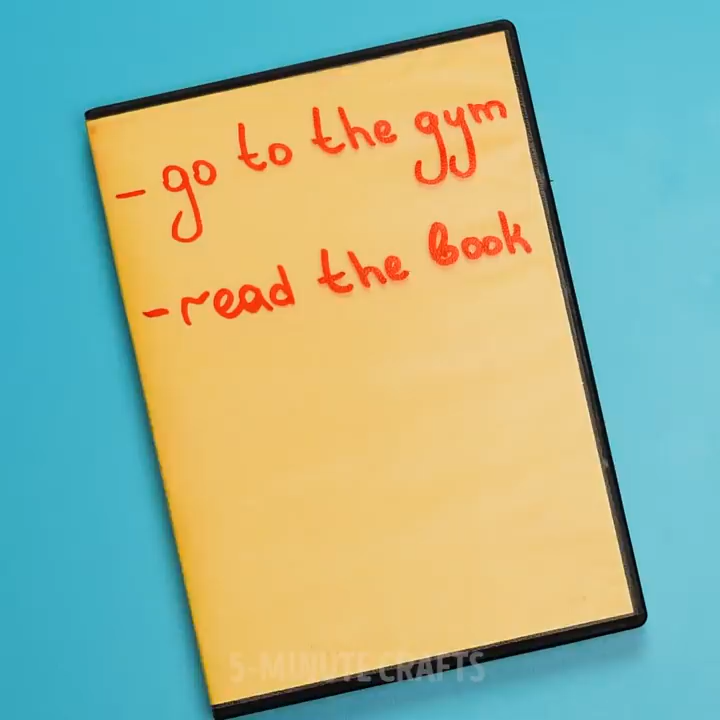 - go to the gym
- read the book
5-MINUTE CRAFTS